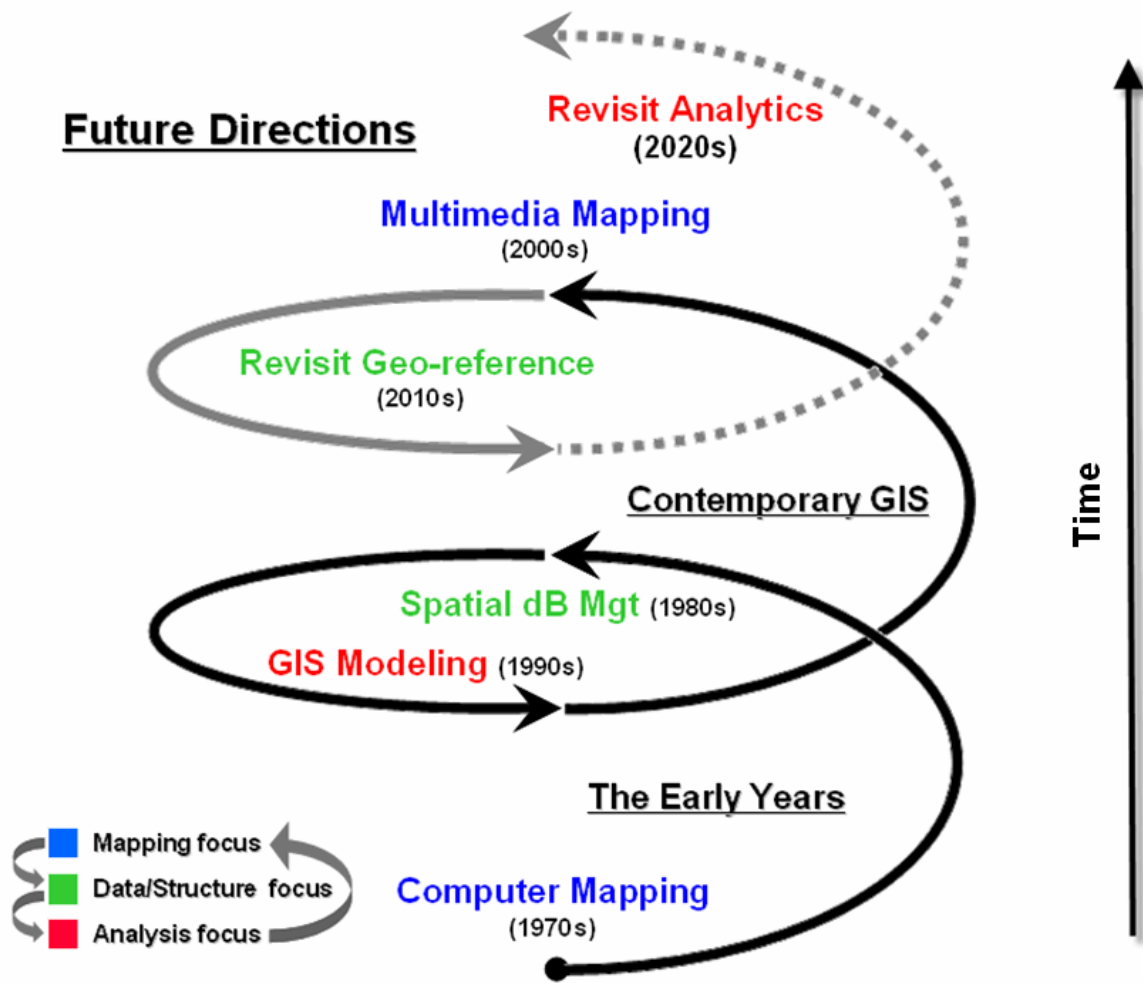 Revisit Analytics
(2020s)
Future Directions
Multimedia Mapping
(2000s)
Revisit Geo-reference
(2010s)
Contemporary GIS
Time
Spatial dB Mgt (1980s)
GIS Modeling (1990s)
The Early Years
Mapping focus
Data/Structure focus
Analysis focus
Computer Mapping
(1970s)